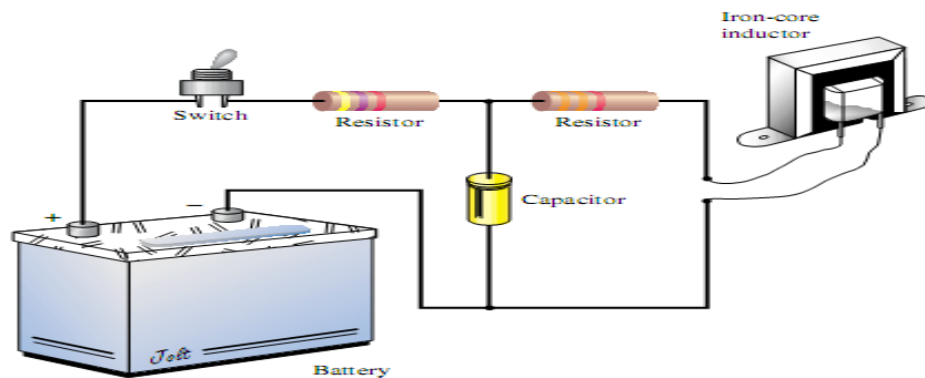 Iron-core
inductor
Switch
Resistor
Resistor
Capacitor
+
−
Jolt
Battery